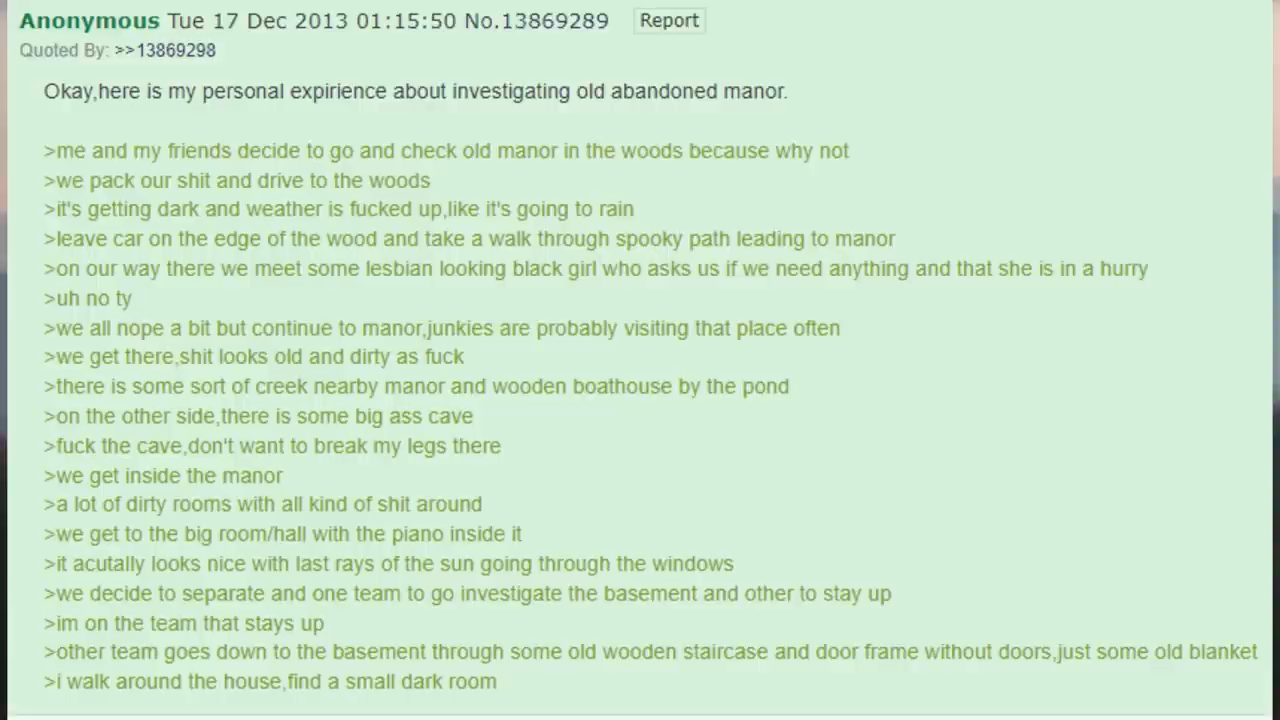 Anonymous Tue 17 Dec 2013 01:15:50 No.13869289 Report
Quoted By: >>13869298
Okay,here is my personal expirience about investigating old abandoned manor.
>me and my friends decide to go and check old manor in the woods because why not
>we pack our shit and drive to the woods
>it's getting dark and weather is fucked up,like it's going to rain
>leave car on the edge of the wood and take a walk through spooky path leading to manor
>on our way there we meet some lesbian looking black girl who asks us if we need anything and that she is in a hurry
>uh no ty
>we all nope a bit but continue to manor,junkies are probably visiting that place often
>we get there,shit looks old and dirty as fuck
>there is some sort of creek nearby manor and wooden boathouse by the pond
>on the other side,there is some big ass cave
>fuck the cave,don't want to break my legs there
>we get inside the manor
>a lot of dirty rooms with all kind of shit around
>we get to the big room/hall with the piano inside it
>it acutally looks nice with last rays of the sun going through the windows
>we decide to separate and one team to go investigate the basement and other to stay up
>im on the team that stays up
>other team goes down to the basement through some old wooden staircase and door frame without doors,just some old blanket
>i walk around the house,find a small dark room